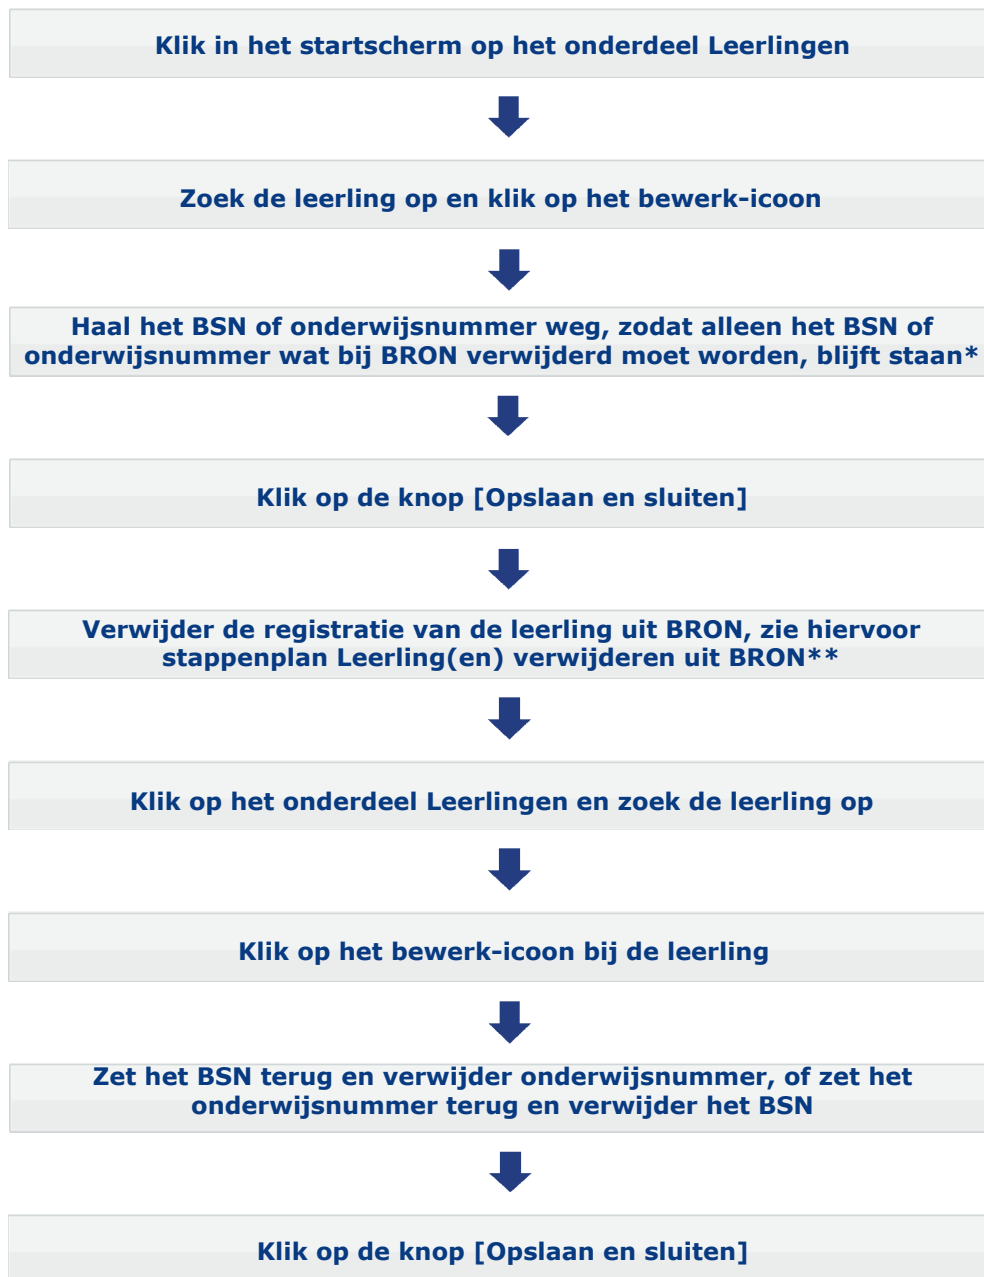 Klik in het startscherm op het onderdeel Leerlingen
Zoek de leerling op en klik op het bewerk-icoon
Haal het BSN of onderwijsnummer weg, zodat alleen het BSN of
onderwijsnummer wat bij BRON verwijderd moet worden, blijft staan*
Klik op de knop [Opslaan en sluiten]
Verwijder de registratie van de leerling uit BRON, zie hiervoor
stappenplan Leerling(en) verwijderen uit BRON**
Klik op het onderdeel Leerlingen en zoek de leerling op
Klik op het bewerk-icoon bij de leerling
Zet het BSN terug en verwijder onderwijsnummer, of zet het
onderwijsnummer terug en verwijder het BSN
Klik op de knop [Opslaan en sluiten]